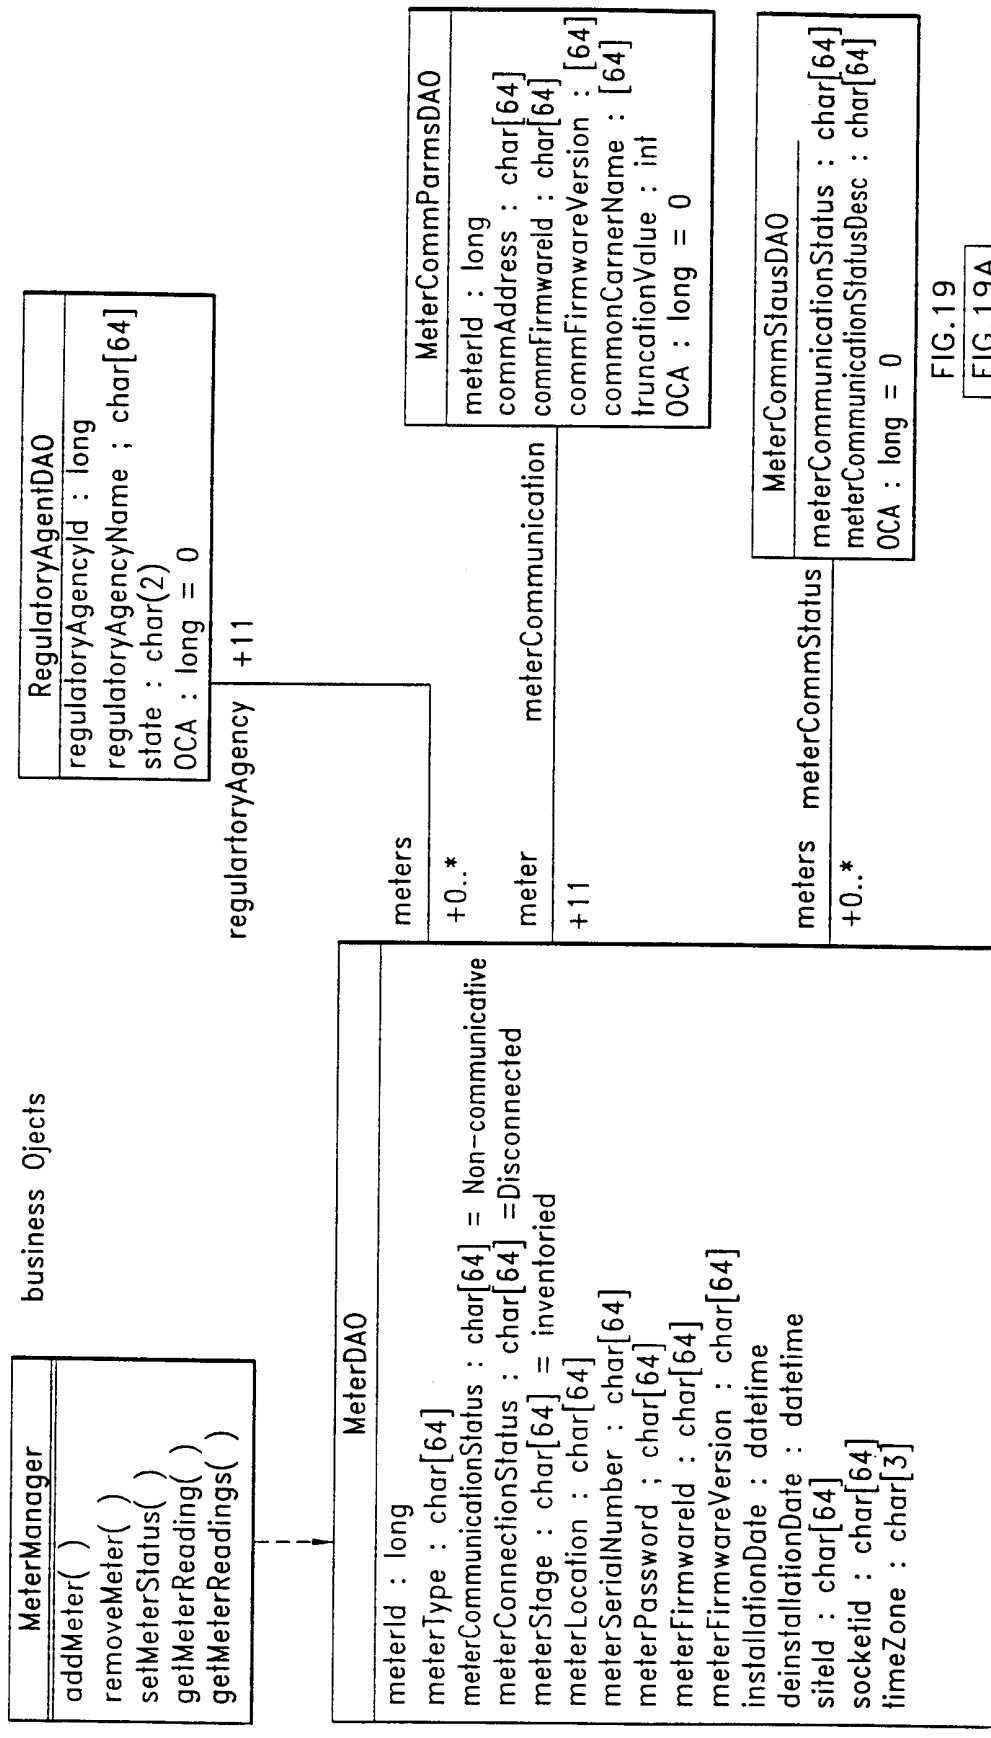 business Ojects
MeterManager
addMeter( )
removeMeter( )
setMeterStatus( )
getMeterReading( )
getMeterReadings( )
RegulatoryAgentDAO
regulatoryAgencyId : long
regulatoryAgencyName ; char[64]
state : char(2)
OCA : long = 0
regulartoryAgency
+11
meters
+0..*
MeterDAO
meterId : long
meterType : char[64]
meterCommunicationStatus : char[64] = Non-communicative
meterConnectionStatus : char[64] =Disconnected
meterStage : char[64] = inventoried
meterLocation : char[64]
meterSerialNumber : char[64]
meterPassword ; char[64]
meterFirmwareId : char[64]
meterFirmwareVersion : char[64]
installationDate : datetime
deinstallationDate : datetime
siteId : char[64]
socketid : char[64]
timeZone : char[3]
meter
+11
meterCommunication
MeterCommParmsDAO
meterId : long
commAddress : char[64]
commFirmwareId : char[64]
commFirmwareVersion : [64]
commonCarnerName : [64]
truncationValue : int
OCA : long = 0
meters
+0..*
meterCommStatus
MeterCommStausDAO
meterCommunicationStatus : char[64]
meterCommunicationStatusDesc : char[64]
OCA : long = 0
FIG.19
FIG.19A